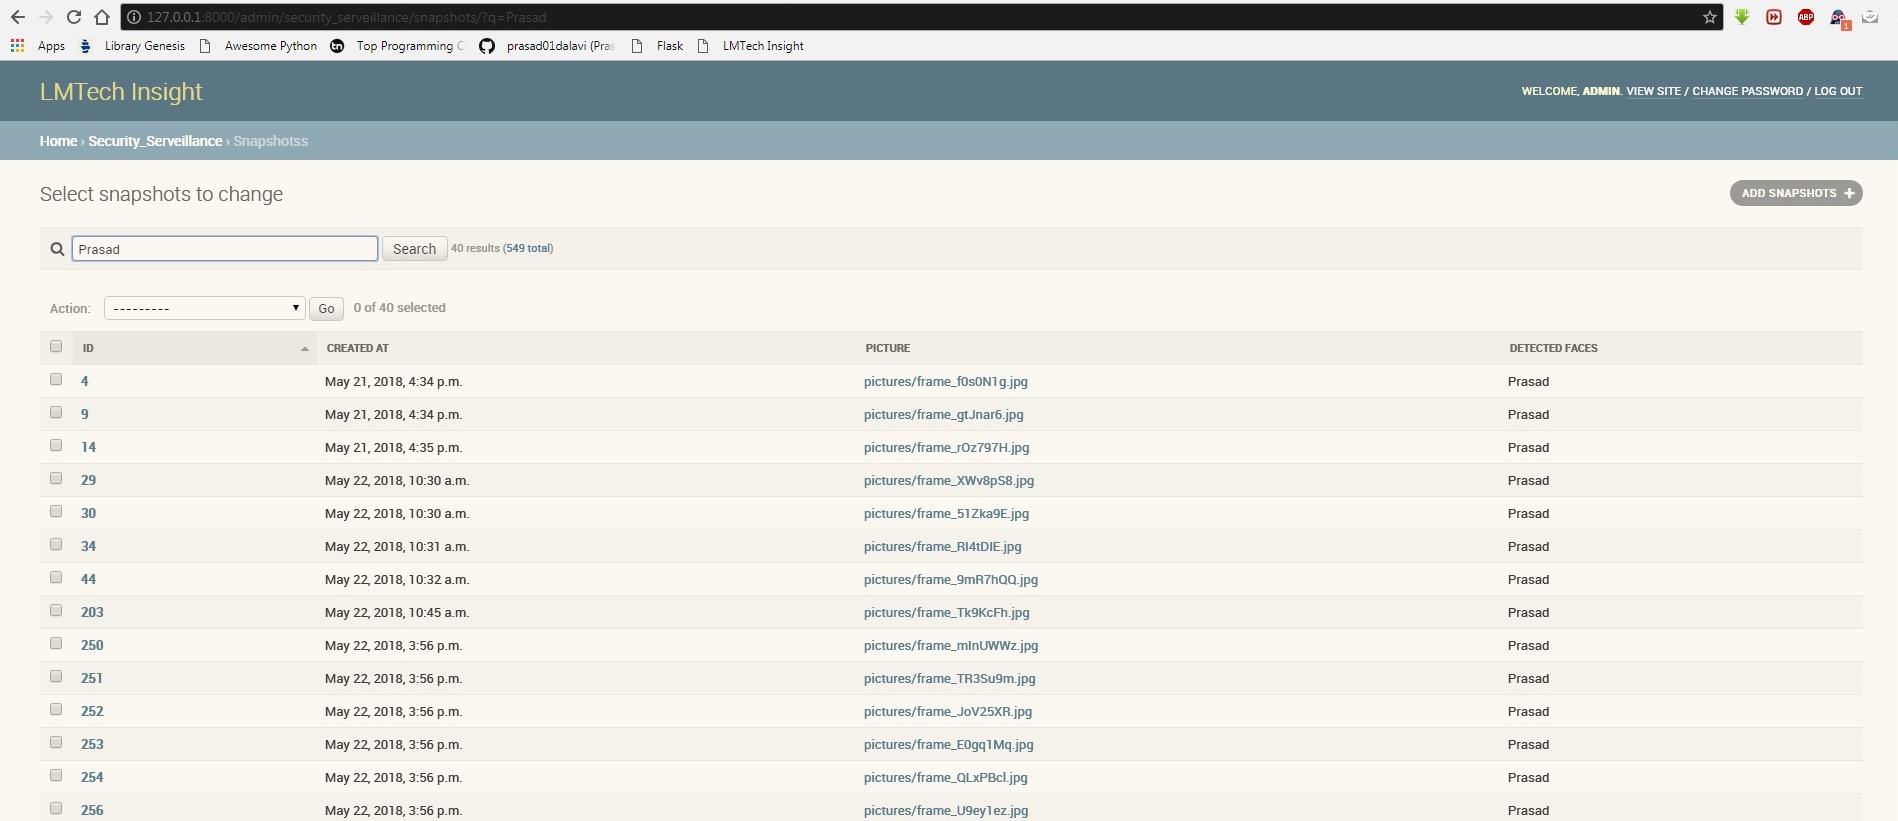 127.0.0.1:8000/admin/security_serveillance/snapshots/?q=Prasad
Apps Library Genesis Awesome Python Top Programming C prasad01dalavi (Pras Flask LMTech Insight
LMTech Insight WELCOME, ADMIN. VIEW SITE / CHANGE PASSWORD / LOG OUT
Home › Security_Serveillance › Snapshotss
Select snapshots to change ADD SNAPSHOTS +
Prasad Search 40 results (549 total)
Action: --------- Go 0 of 40 selected
ID CREATED AT PICTURE DETECTED FACES
4 May 21, 2018, 4:34 p.m. pictures/frame_f0s0N1g.jpg Prasad
9 May 21, 2018, 4:34 p.m. pictures/frame_gtJnar6.jpg Prasad
14 May 21, 2018, 4:35 p.m. pictures/frame_rOz797H.jpg Prasad
29 May 22, 2018, 10:30 a.m. pictures/frame_XWv8pS8.jpg Prasad
30 May 22, 2018, 10:30 a.m. pictures/frame_51Zka9E.jpg Prasad
34 May 22, 2018, 10:31 a.m. pictures/frame_RI4tDIE.jpg Prasad
44 May 22, 2018, 10:32 a.m. pictures/frame_9mR7hQQ.jpg Prasad
203 May 22, 2018, 10:45 a.m. pictures/frame_Tk9KcFh.jpg Prasad
250 May 22, 2018, 3:56 p.m. pictures/frame_mInUWWz.jpg Prasad
251 May 22, 2018, 3:56 p.m. pictures/frame_TR3Su9m.jpg Prasad
252 May 22, 2018, 3:56 p.m. pictures/frame_JoV25XR.jpg Prasad
253 May 22, 2018, 3:56 p.m. pictures/frame_E0gq1Mq.jpg Prasad
254 May 22, 2018, 3:56 p.m. pictures/frame_QLxPBcl.jpg Prasad
256 May 22, 2018, 3:56 p.m. pictures/frame_U9ey1ez.jpg Prasad